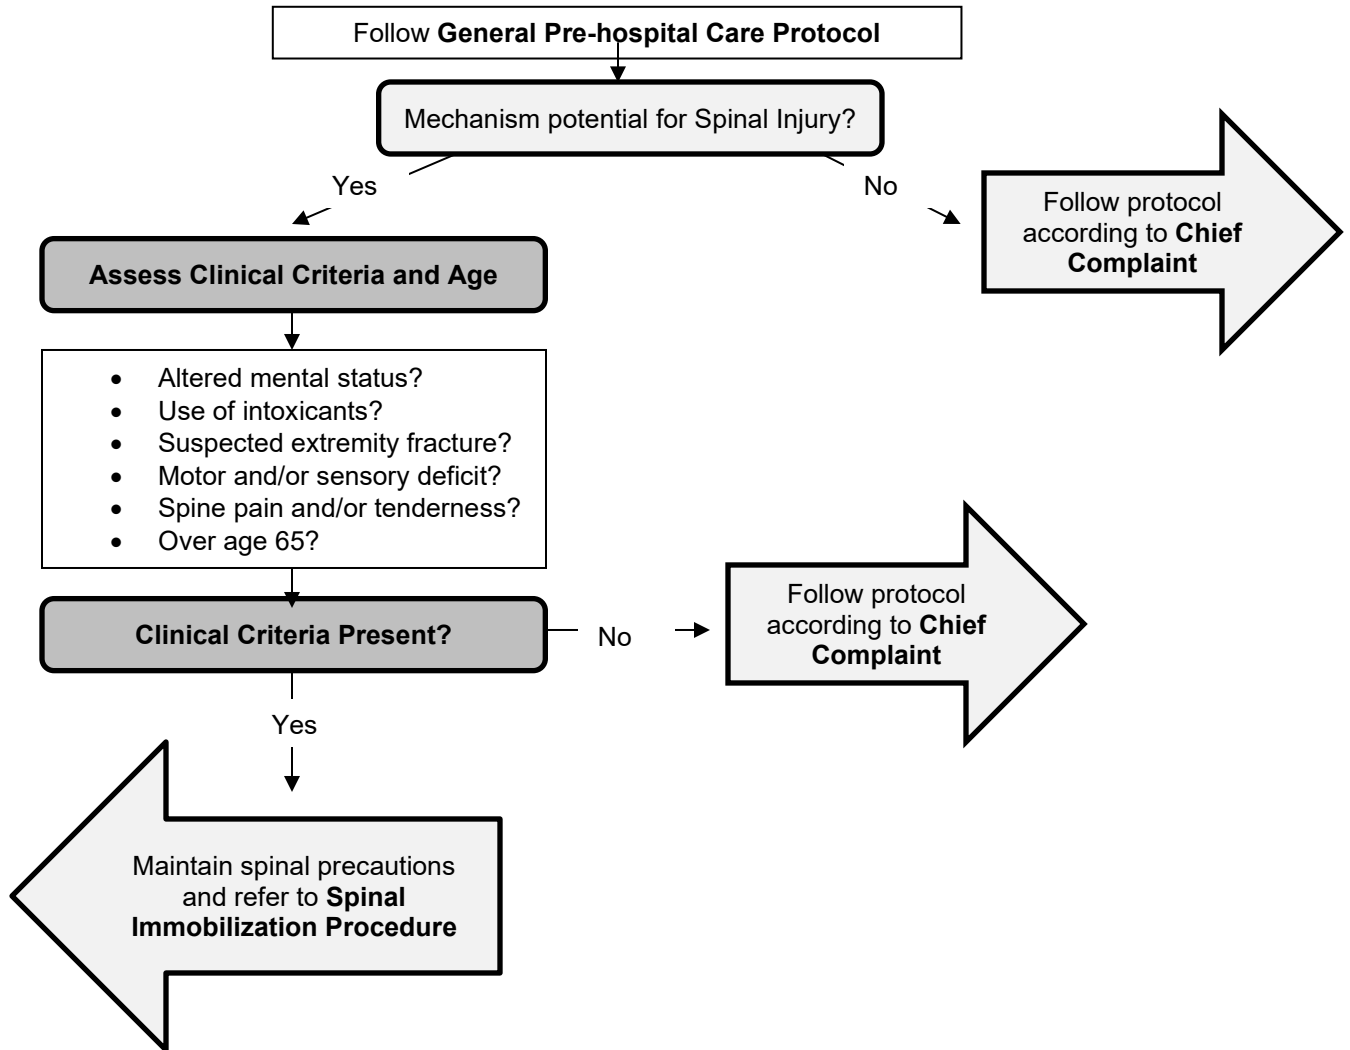 Follow General Pre-hospital Care Protocol
Mechanism potential for Spinal Injury?
Yes
No
Follow protocol
according to Chief
Complaint
Assess Clinical Criteria and Age
• Altered mental status?
• Use of intoxicants?
• Suspected extremity fracture?
• Motor and/or sensory deficit?
• Spine pain and/or tenderness?
• Over age 65?
Clinical Criteria Present?
No
Follow protocol
according to Chief
Complaint
Yes
Maintain spinal precautions
and refer to Spinal
Immobilization Procedure